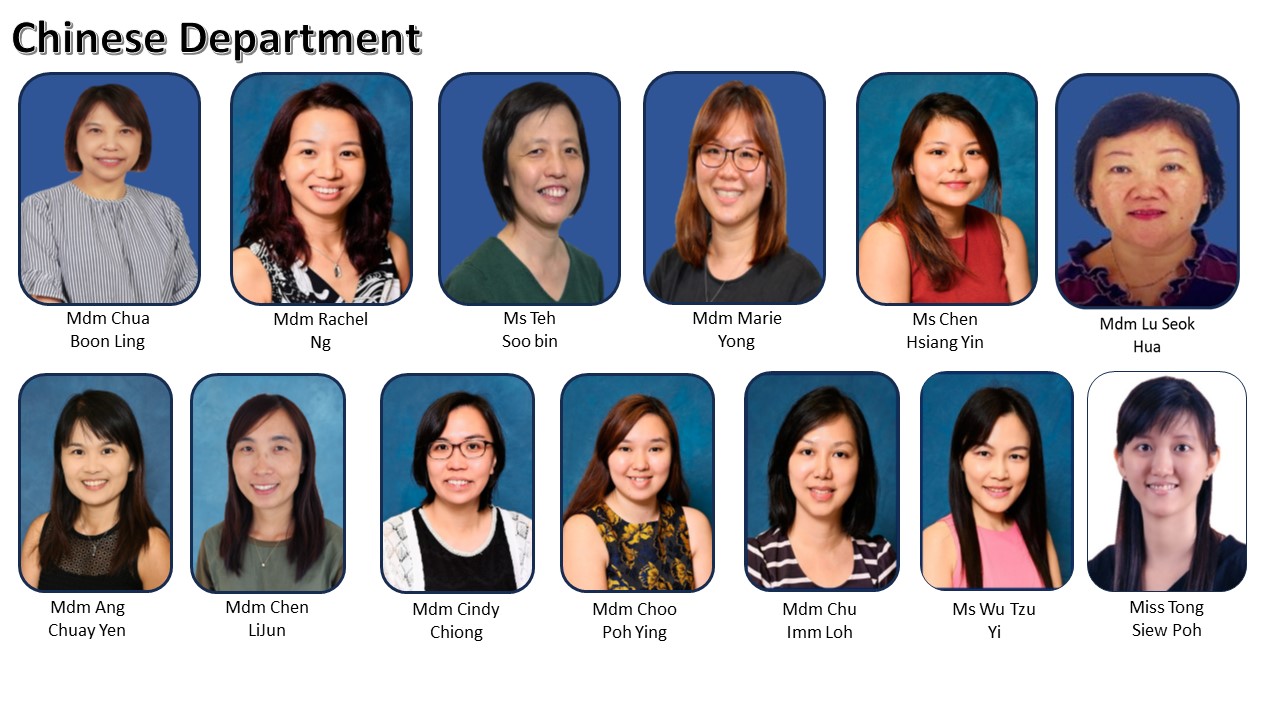 Chinese Department
Mdm Chua
Boon Ling
Mdm Rachel
Ng
Ms Teh
Soo bin
Mdm Marie
Yong
Ms Chen
Hsiang Yin
Mdm Lu Seok
Hua
Mdm Ang
Chuay Yen
Mdm Chen
LiJun
Mdm Cindy
Chiong
Mdm Choo
Poh Ying
Mdm Chu
Imm Loh
Ms Wu Tzu
Yi
Miss Tong
Siew Poh